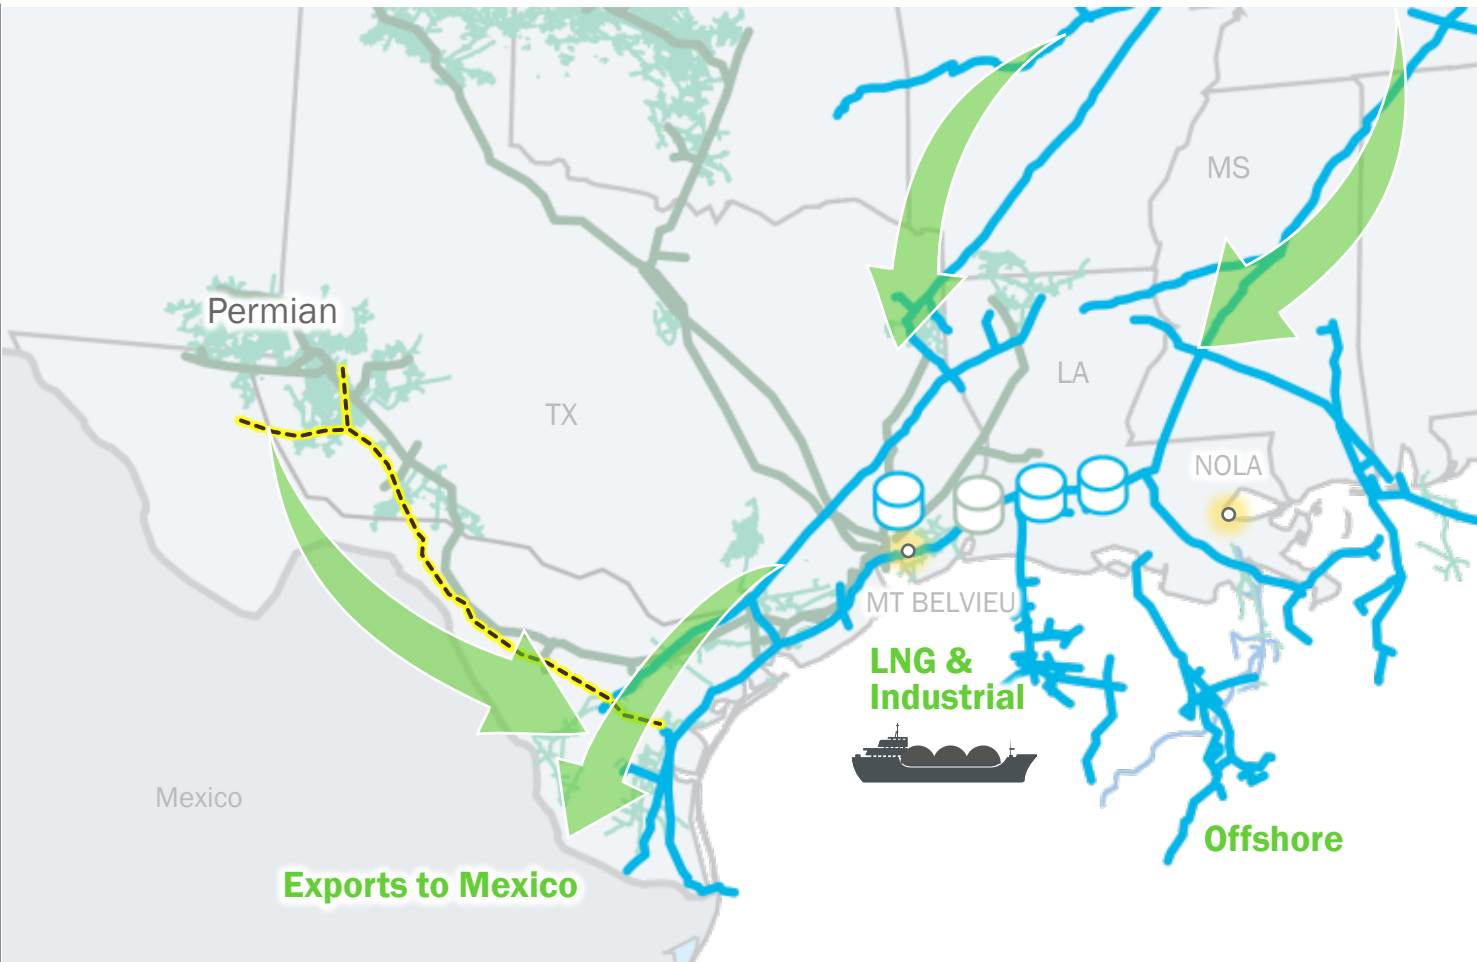 MS
Permian
LA
TX
NOLA
MT BELVIEU
LNG &
Industrial
Mexico
Offshore
Exports to Mexico